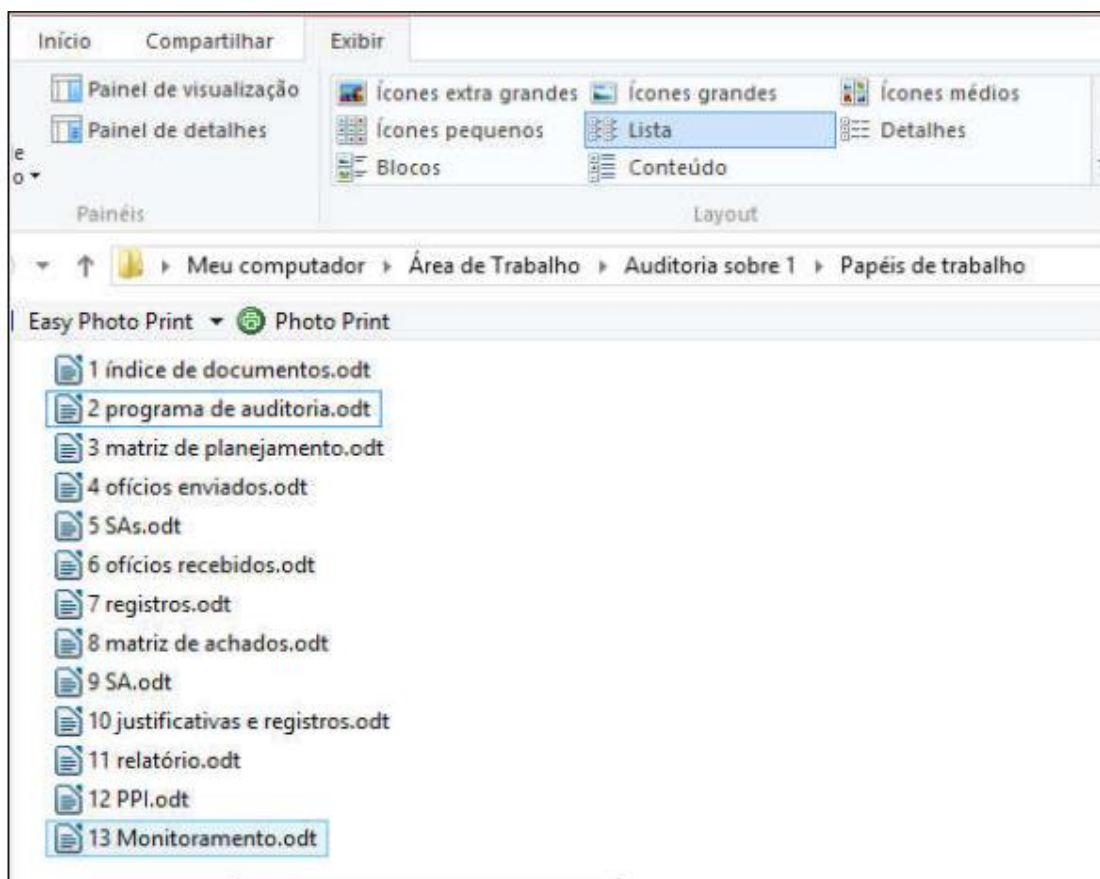 Início Compartilhar Exibir
Painel de visualização Ícones extra grandes Ícones grandes Ícones médios
Painel de detalhes Ícones pequenos Lista Detalhes
Blocos Conteúdo
Painéis Layout
Meu computador Área de Trabalho Auditoria sobre 1 Papéis de trabalho
Easy Photo Print Photo Print
1 índice de documentos.odt
2 programa de auditoria.odt
3 matriz de planejamento.odt
4 ofícios enviados.odt
5 SAs.odt
6 ofícios recebidos.odt
7 registros.odt
8 matriz de achados.odt
9 SA.odt
10 justificativas e registros.odt
11 relatório.odt
12 PPI.odt
13 Monitoramento.odt